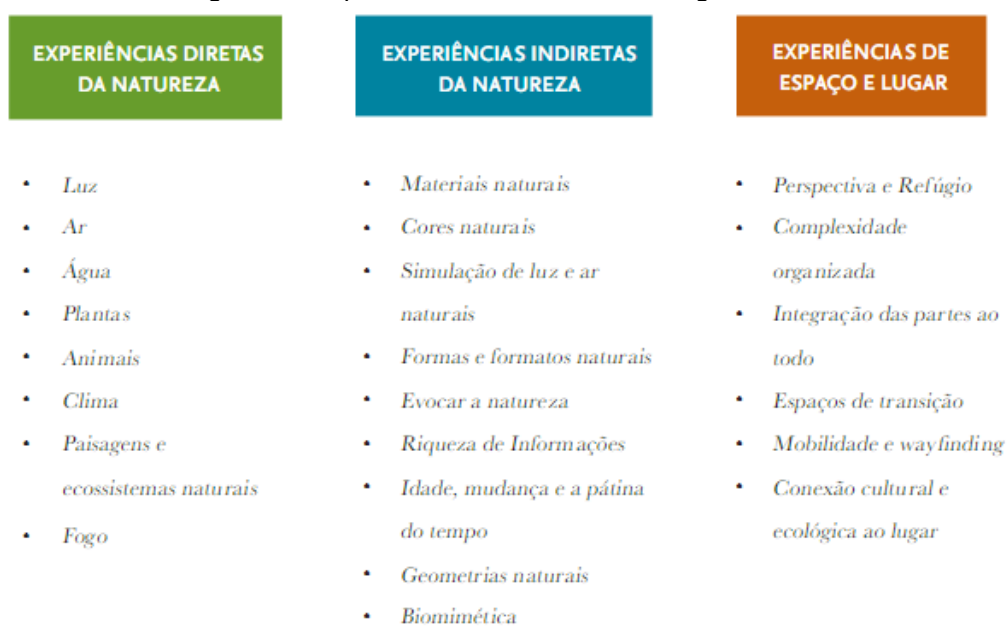 EXPERIÊNCIAS DIRETAS
DA NATUREZA
• Luz
• Ar
• Água
• Plantas
• Animais
• Clima
• Paisagens e
ecossistemas naturais
• Fogo
EXPERIÊNCIAS INDIRETAS
DA NATUREZA
• Materiais naturais
• Cores naturais
• Simulação de luz e ar
naturais
• Formas e formatos naturais
• Evocar a natureza
• Riqueza de Informações
• Idade, mudança e a pátina
do tempo
• Geometrias naturais
• Biomimética
EXPERIÊNCIAS DE
ESPAÇO E LUGAR
• Perspectiva e Refúgio
• Complexidade
organizada
• Integração das partes ao
todo
• Espaços de transição
• Mobilidade e wayfinding
• Conexão cultural e
ecológica ao lugar